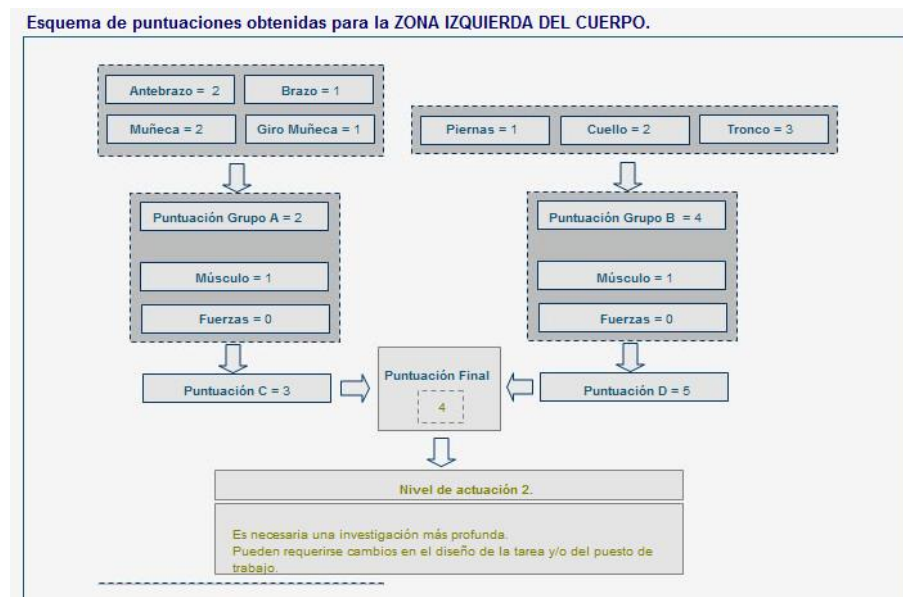 Esquema de puntuaciones obtenidas para la ZONA IZQUIERDA DEL CUERPO.
Antebrazo = 2
Brazo = 1
Muñeca = 2
Giro Muñeca = 1
Piernas = 1
Cuello = 2
Tronco = 3
Puntuación Grupo A = 2
Músculo = 1
Fuerzas = 0
Puntuación Grupo B = 4
Músculo = 1
Fuerzas = 0
Puntuación C = 3
Puntuación Final
4
Puntuación D = 5
Nivel de actuación 2.
Es necesaria una investigación más profunda.
Pueden requerirse cambios en el diseño de la tarea y/o del puesto de
trabajo.